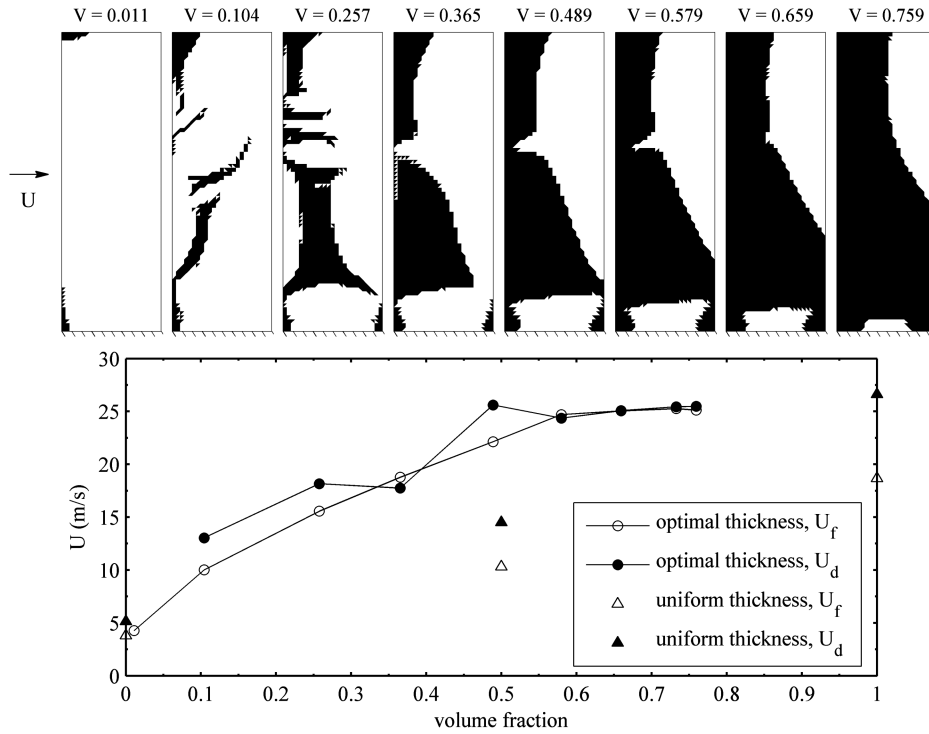 V = 0.011 V = 0.104 V = 0.257 V = 0.365 V = 0.489 V = 0.579 V = 0.659 V = 0.759
U
30
25
20
15
10
5
0
U (m/s)
optimal thickness, U_f
optimal thickness, U_d
uniform thickness, U_f
uniform thickness, U_d
0 0.1 0.2 0.3 0.4 0.5 0.6 0.7 0.8 0.9 1
volume fraction